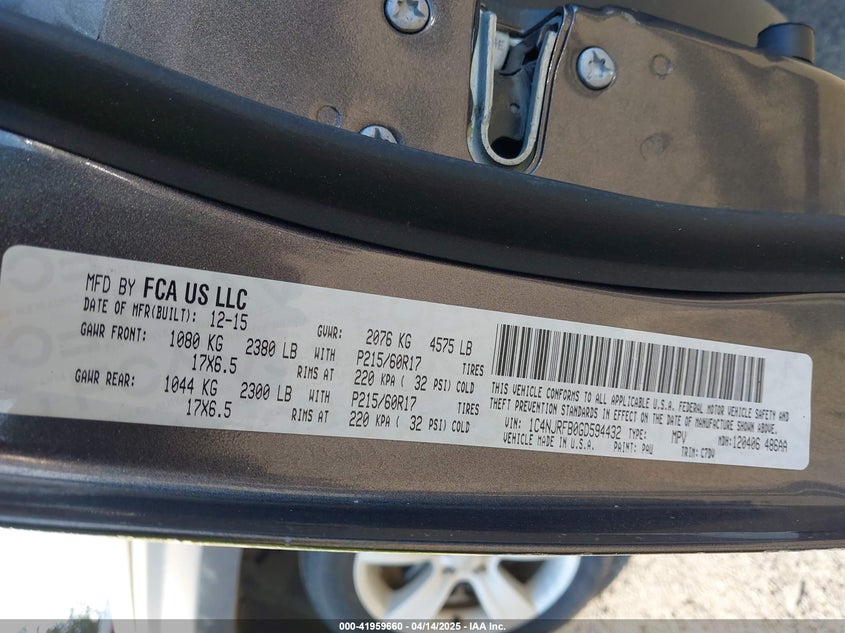 MFD BY FCA US LLC
DATE OF MFR(BUILT): 12-15 GVWR: 2076 KG 4575 LB
GAWR FRONT: 1080 KG 2380 LB WITH P215/60R17 TIRES
17X6.5 RIMS AT 220 KPA ( 32 PSI) COLD
GAWR REAR: 1044 KG 2300 LB WITH P215/60R17 TIRES
17X6.5 RIMS AT 220 KPA ( 32 PSI) COLD
THIS VEHICLE CONFORMS TO ALL APPLICABLE U.S.A. FEDERAL MOTOR VEHICLE SAFETY AND
THEFT PREVENTION STANDARDS IN EFFECT ON THE DATE OF MANUFACTURE SHOWN ABOVE.
VIN: 1C4NJRFB0GD594432 TYPE: MPV MDH:120406 486AA
VEHICLE MADE IN U.S.A. PAINT: PAU TRIM: C7DV
000-41959660 - 04/14/2025 - IAA Inc.